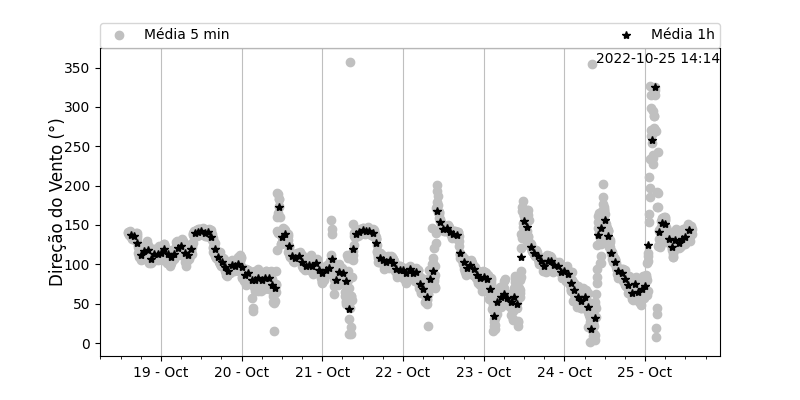 Média 5 min
Média 1h
2022-10-25 14:14
350
300
250
200
150
100
50
0
Direção do Vento (°)
19 - Oct
20 - Oct
21 - Oct
22 - Oct
23 - Oct
24 - Oct
25 - Oct